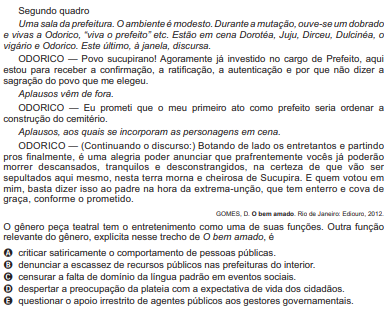 Segundo quadro
Uma sala da prefeitura. O ambiente é modesto. Durante a mutação, ouve-se um dobrado
e vivas a Odorico, “viva o prefeito” etc. Estão em cena Dorotéa, Juju, Dirceu, Dulcinéa, o
vigário e Odorico. Este último, à janela, discursa.
ODORICO — Povo sucupirano! Agoramente já investido no cargo de Prefeito, aqui
estou para receber a confirmação, a ratificação, a autenticação e por que não dizer a
sagração do povo que me elegeu.
Aplausos vêm de fora.
ODORICO — Eu prometi que o meu primeiro ato como prefeito seria ordenar a
construção do cemitério.
Aplausos, aos quais se incorporam as personagens em cena.
ODORICO — (Continuando o discurso:) Botando de lado os entretantos e partindo
pros finalmente, é uma alegria poder anunciar que prafrentemente vocês já poderão
morrer descansados, tranquilos e desconstrangidos, na certeza de que vão ser
sepultados aqui mesmo, nesta terra morna e cheirosa de Sucupira. E quem votou em
mim, basta dizer isso ao padre na hora da extrema-unção, que tem enterro e cova de
graça, conforme o prometido.
GOMES, D. O bem amado. Rio de Janeiro: Ediouro, 2012.
O gênero peça teatral tem o entretenimento como uma de suas funções. Outra função
relevante do gênero, explícita nesse trecho de O bem amado, é
A criticar satiricamente o comportamento de pessoas públicas.
B denunciar a escassez de recursos públicos nas prefeituras do interior.
C censurar a falta de domínio da língua padrão em eventos sociais.
D despertar a preocupação da plateia com a expectativa de vida dos cidadãos.
E questionar o apoio irrestrito de agentes públicos aos gestores governamentais.